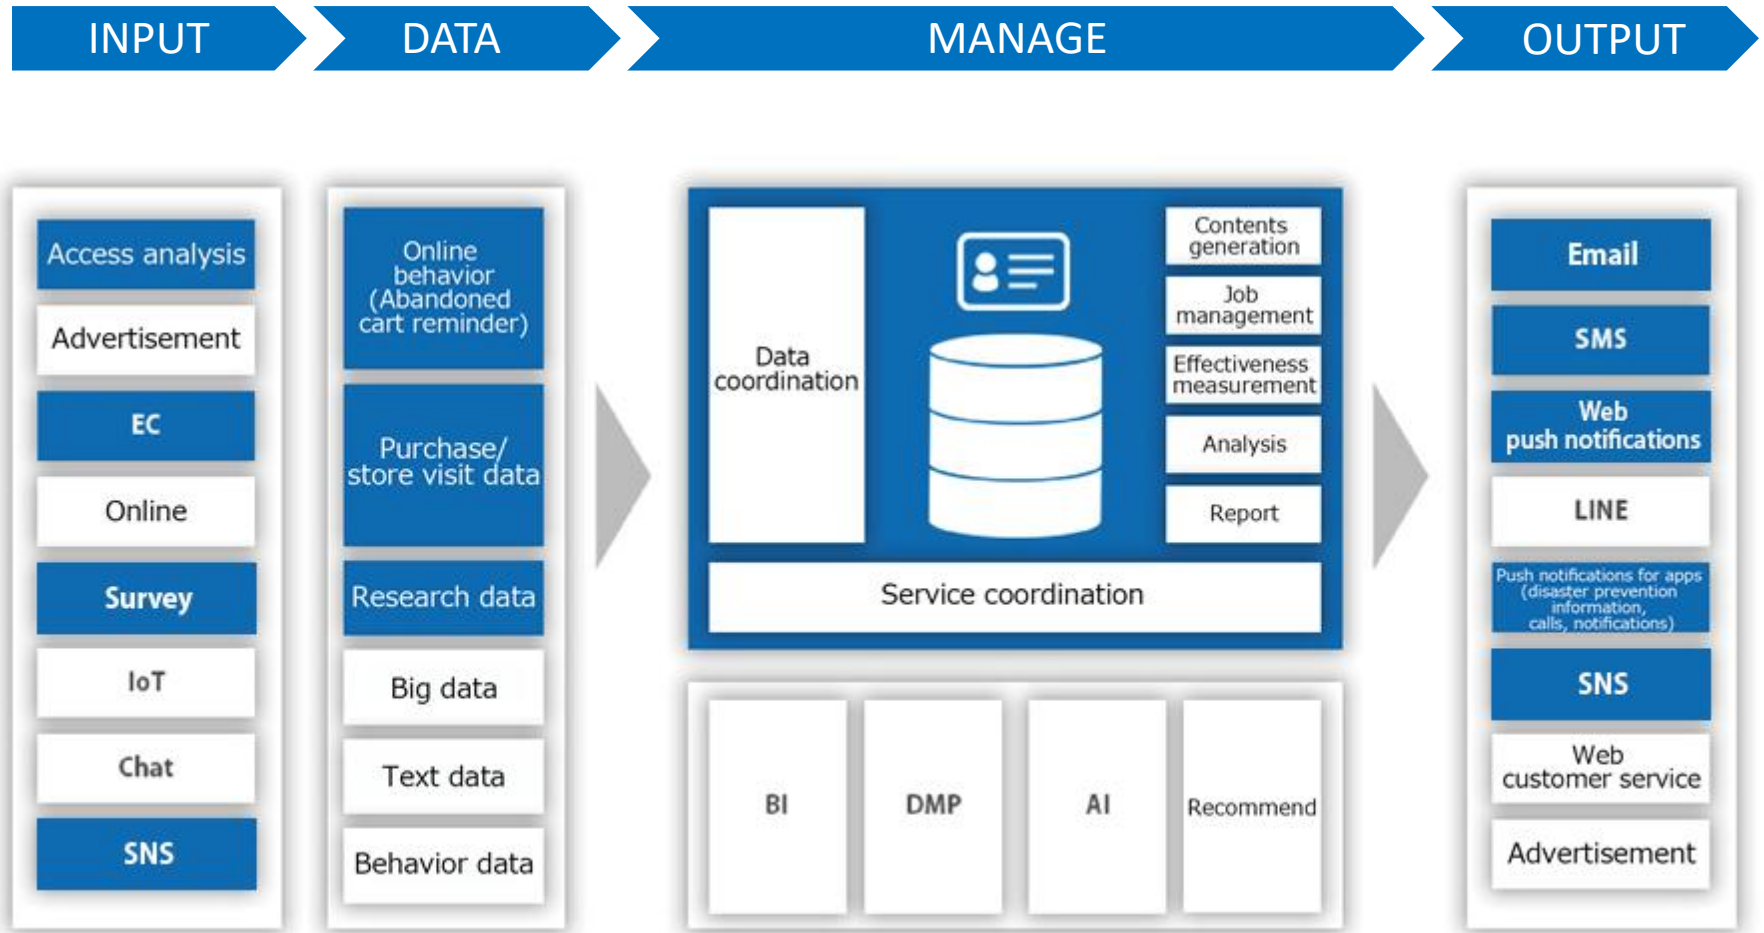 INPUT
DATA
MANAGE
OUTPUT
Access analysis
Advertisement
EC
Online
Survey
IoT
Chat
SNS
Online
behavior
(Abandoned
cart reminder)
Purchase/
store visit data
Research data
Big data
Text data
Behavior data
Data
coordination
Contents
generation
Job
management
Effectiveness
measurement
Analysis
Report
Service coordination
BI
DMP
AI
Recommend
Email
SMS
Web
push notifications
LINE
Push notifications for apps
(disaster prevention
information,
calls, notifications)
SNS
Web
customer service
Advertisement